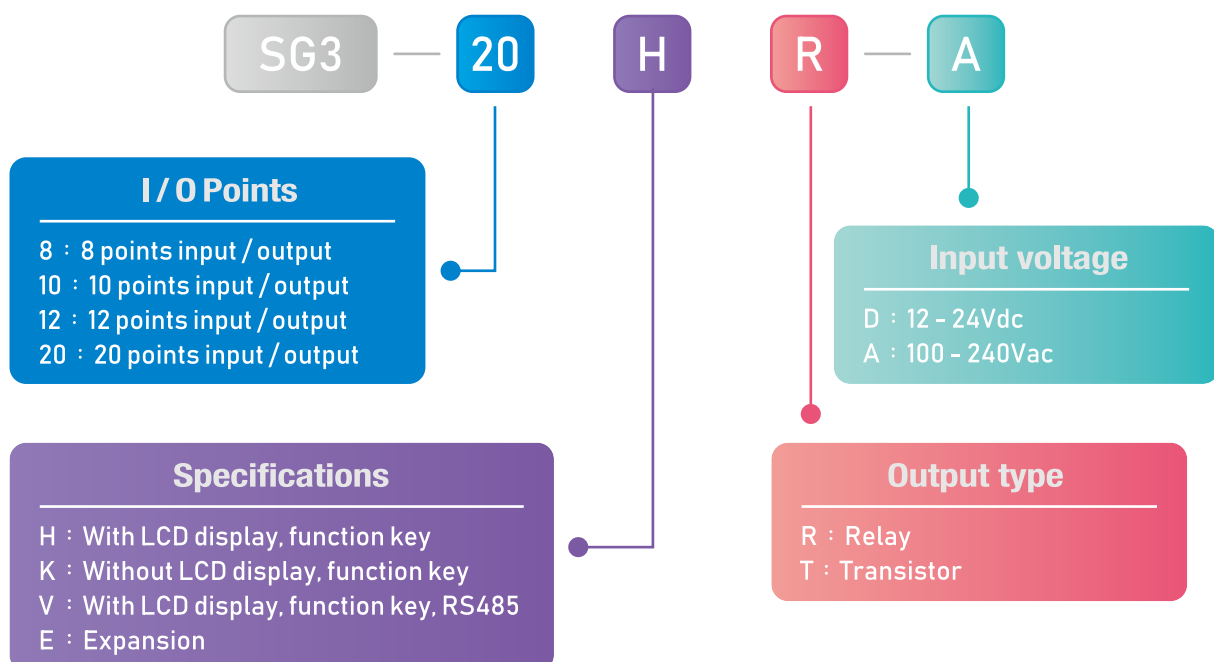 SG3 — 20 H R — A
I / O Points
8 : 8 points input / output
10 : 10 points input / output
12 : 12 points input / output
20 : 20 points input / output
Input voltage
D : 12 - 24Vdc
A : 100 - 240Vac
Specifications
H : With LCD display, function key
K : Without LCD display, function key
V : With LCD display, function key, RS485
E : Expansion
Output type
R : Relay
T : Transistor